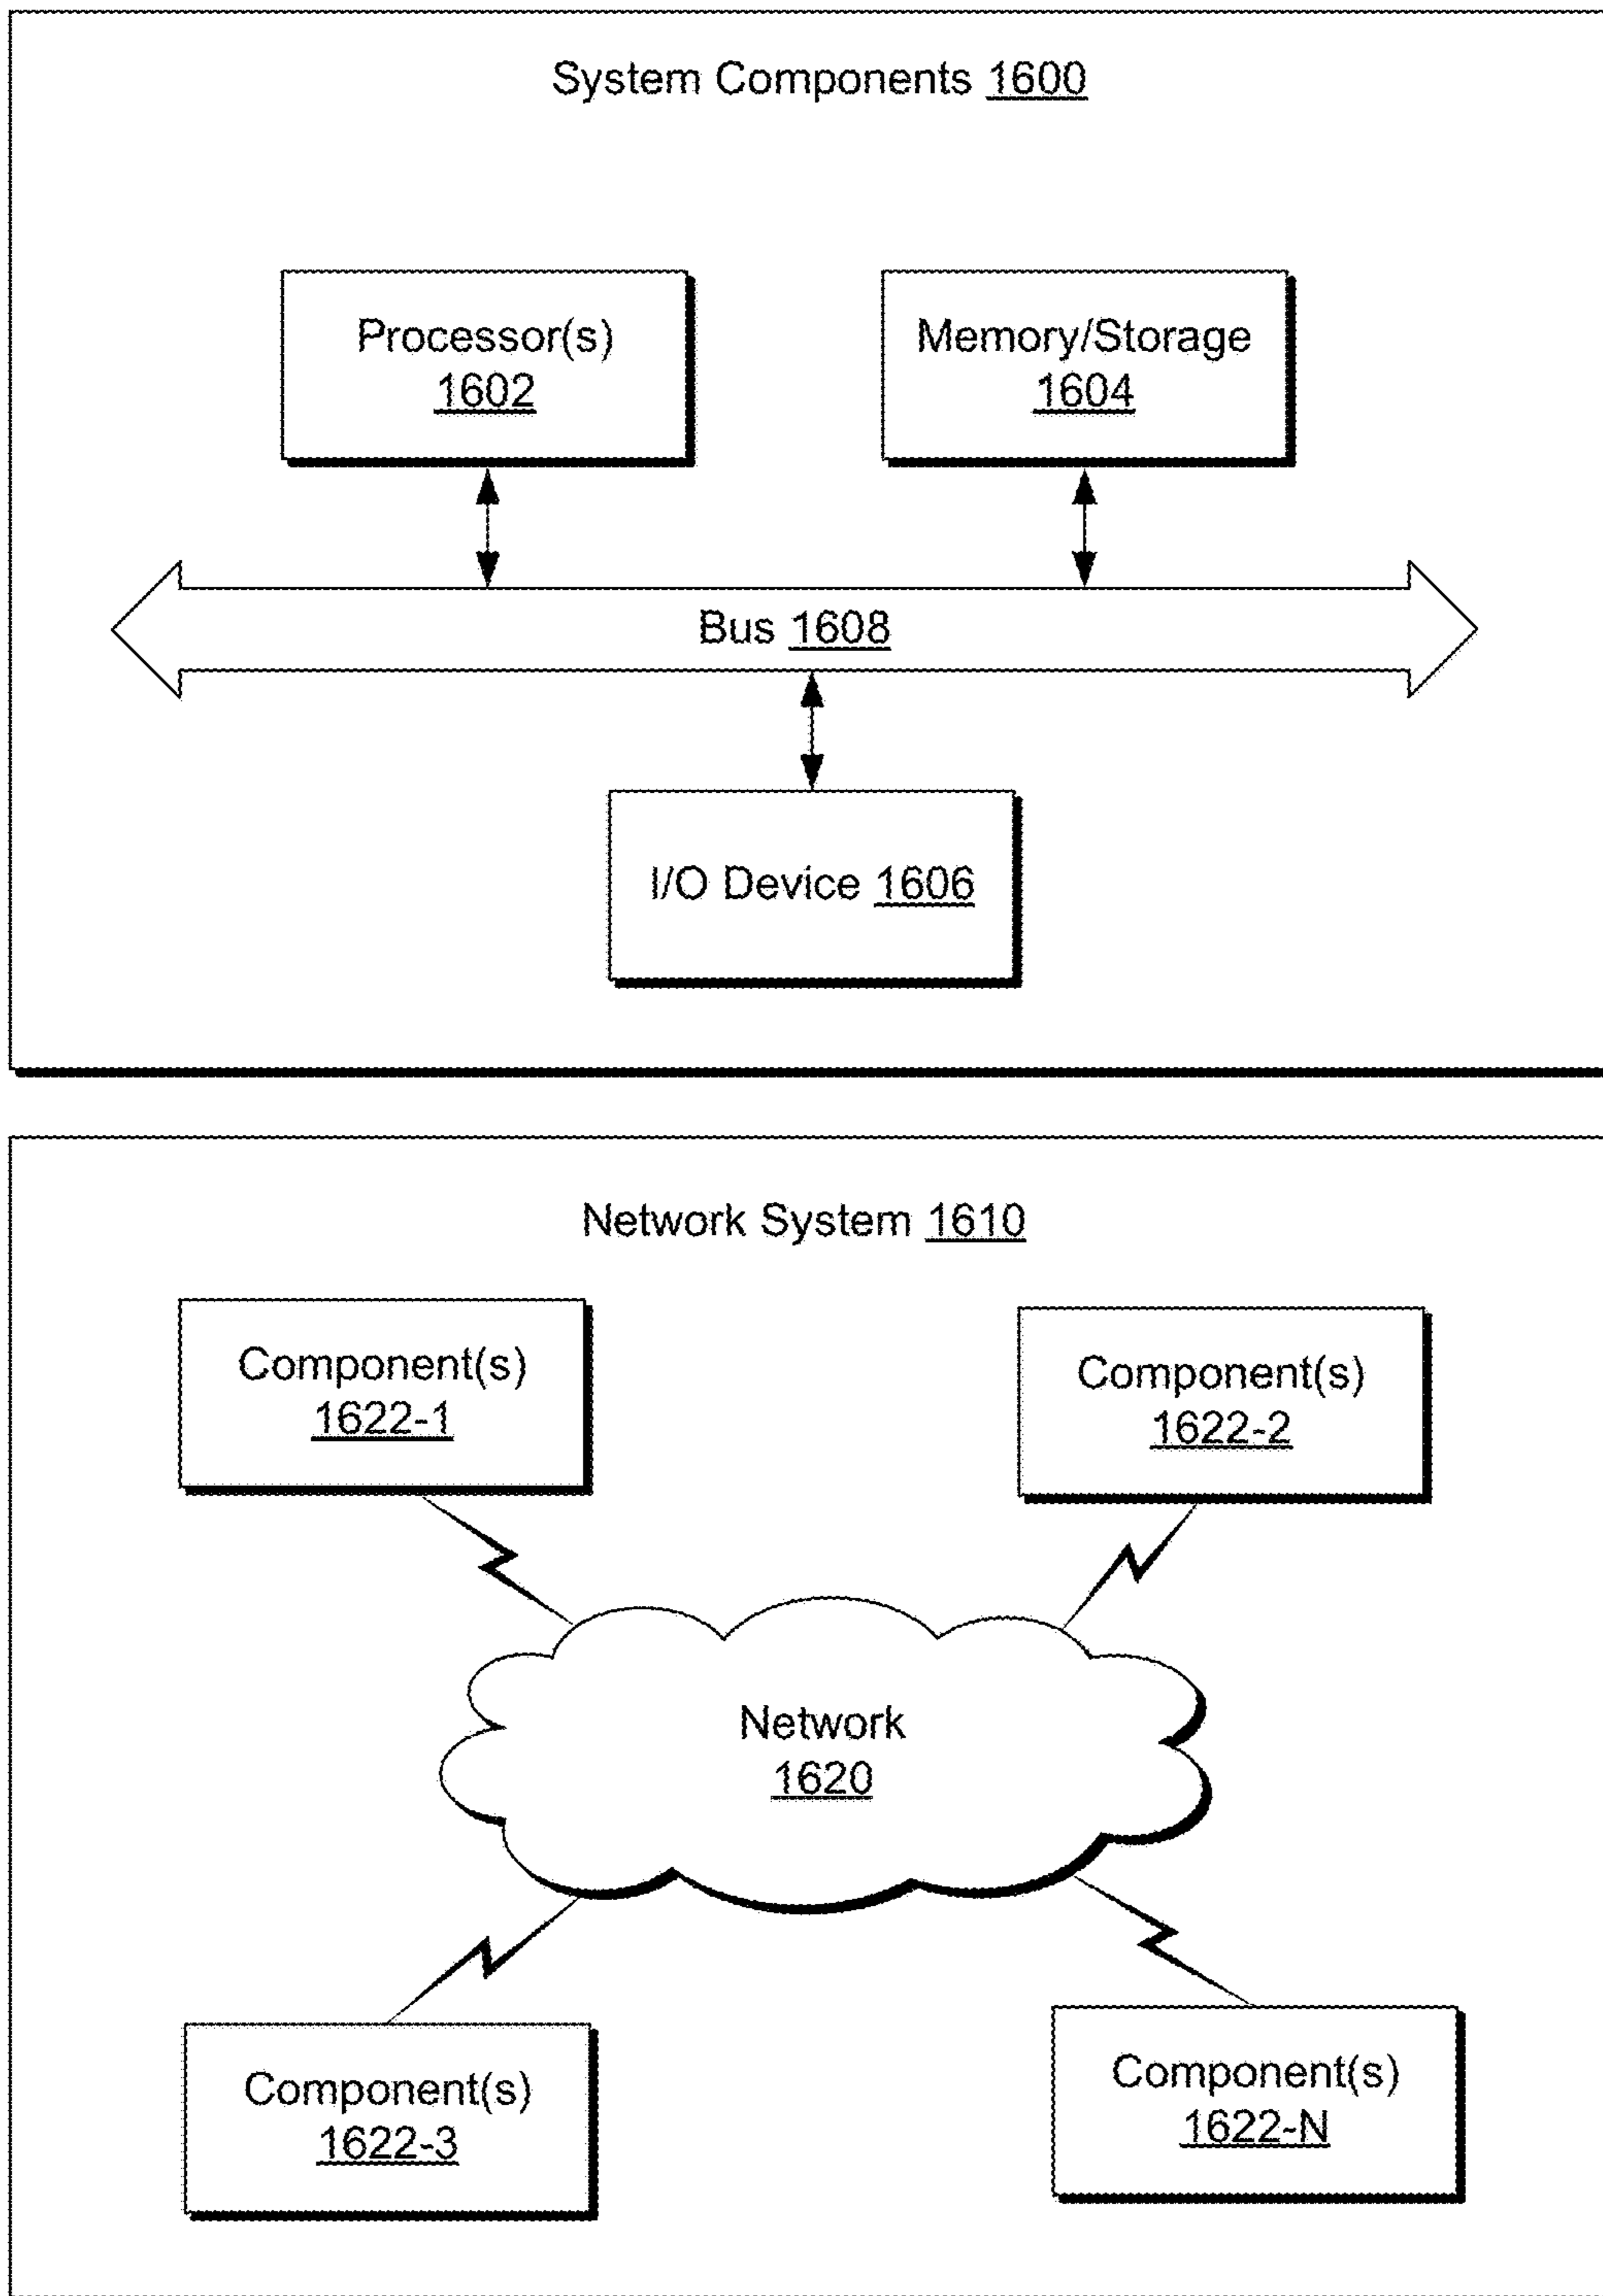 System Components 1600
Processor(s)
1602
Memory/Storage
1604
Bus 1608
I/O Device 1606
Network System 1610
Component(s)
1622-1
Component(s)
1622-2
Network
1620
Component(s)
1622-3
Component(s)
1622-N